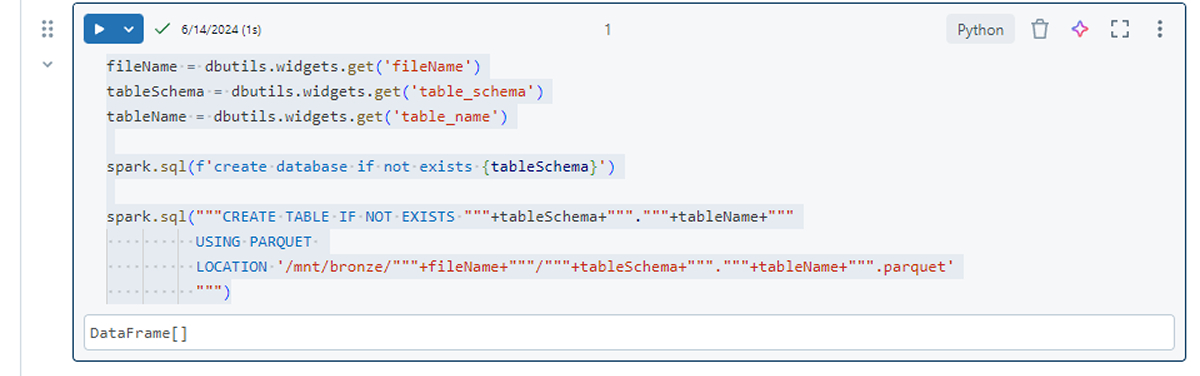 6/14/2024 (1s)
1
Python
fileName = dbutils.widgets.get('fileName')
tableSchema = dbutils.widgets.get('table_schema')
tableName = dbutils.widgets.get('table_name')
spark.sql(f'create database if not exists {tableSchema}')
spark.sql("""CREATE TABLE IF NOT EXISTS """+tableSchema+"""."""+tableName+"""
USING PARQUET
LOCATION '/mnt/bronze/"""+fileName+"""/"""+tableSchema+"""."""+tableName+""".parquet'
""")
DataFrame[]